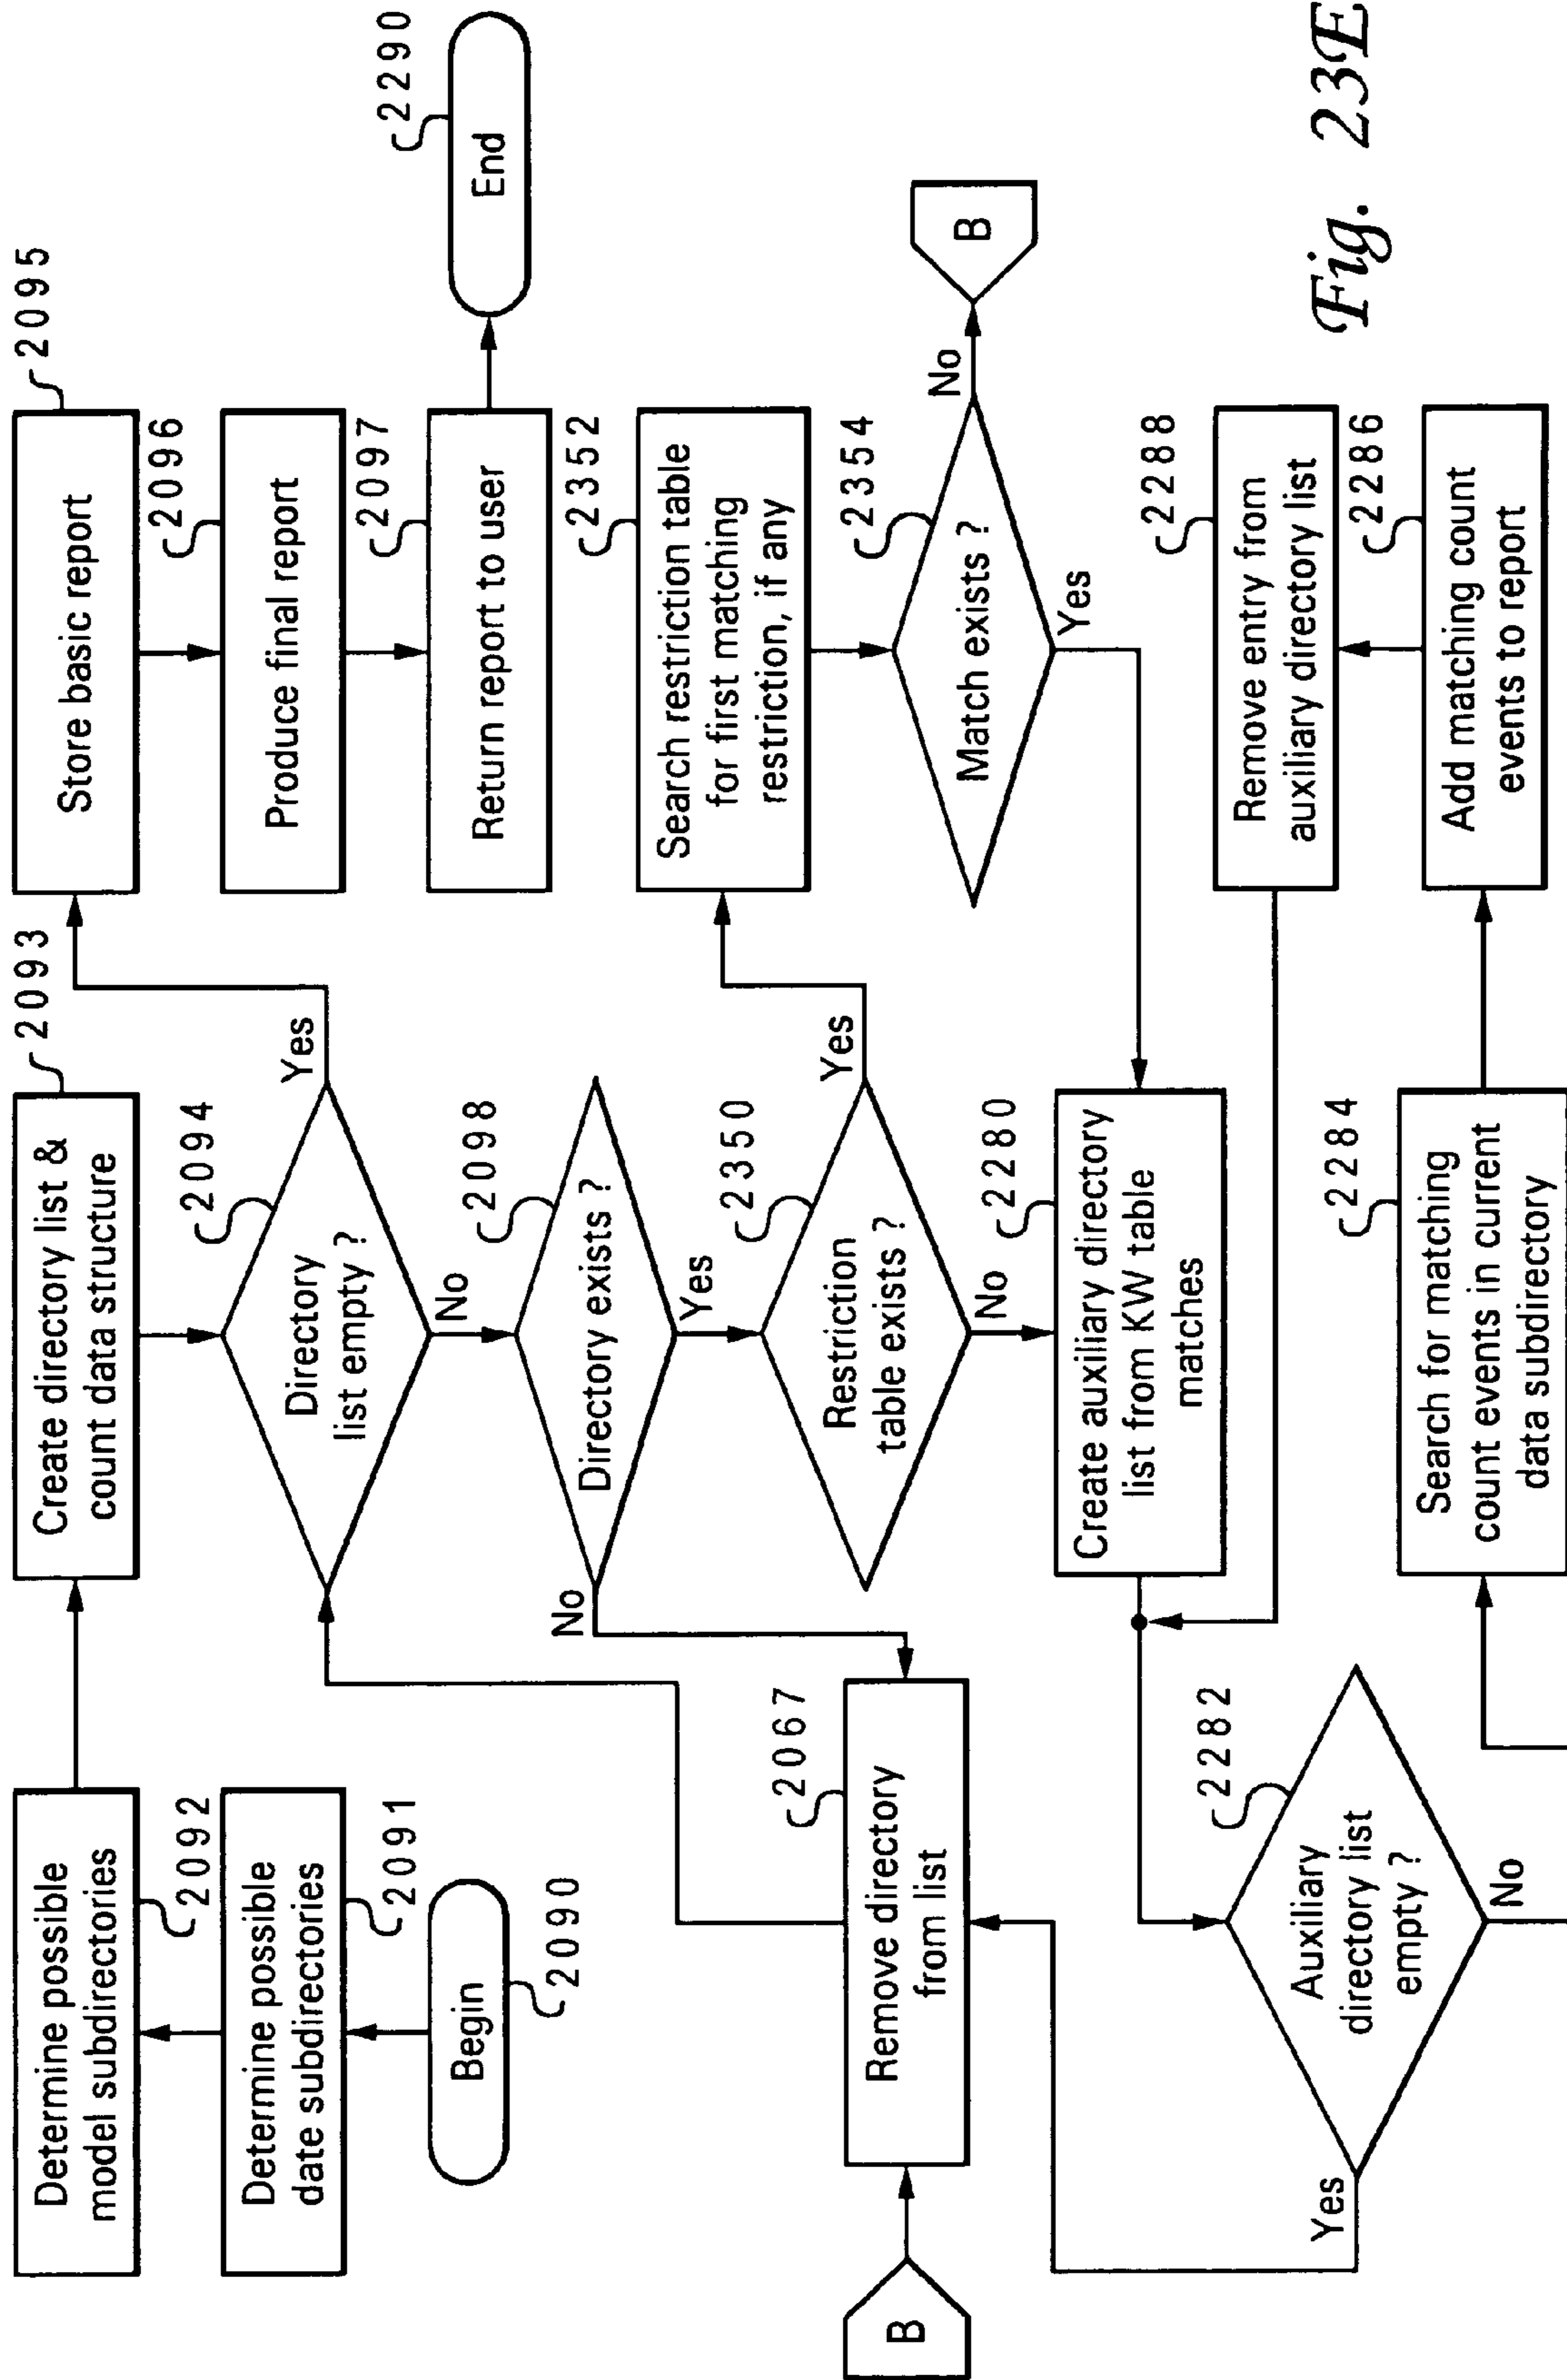 Determine possible
model subdirectories
2092
Determine possible
date subdirectories
2091
Begin
2090
Create directory list &
count data structure
2093
Directory
list empty ?
2094
Yes
No
Directory exists ?
2098
No
Yes
Restriction
table exists ?
2350
Yes
No
Create auxiliary directory
list from KW table
matches
2280
Remove directory
from list
2067
B
Auxiliary
directory list
empty ?
2282
Yes
No
Search for matching
count events in current
data subdirectory
2284
Store basic report
2095
Produce final report
2096
Return report to user
2097
End
2290
Search restriction table
for first matching
restriction, if any
2352
Match exists ?
2354
No
Yes
B
Remove entry from
auxiliary directory list
2288
Add matching count
events to report
2286
Fig. 23E